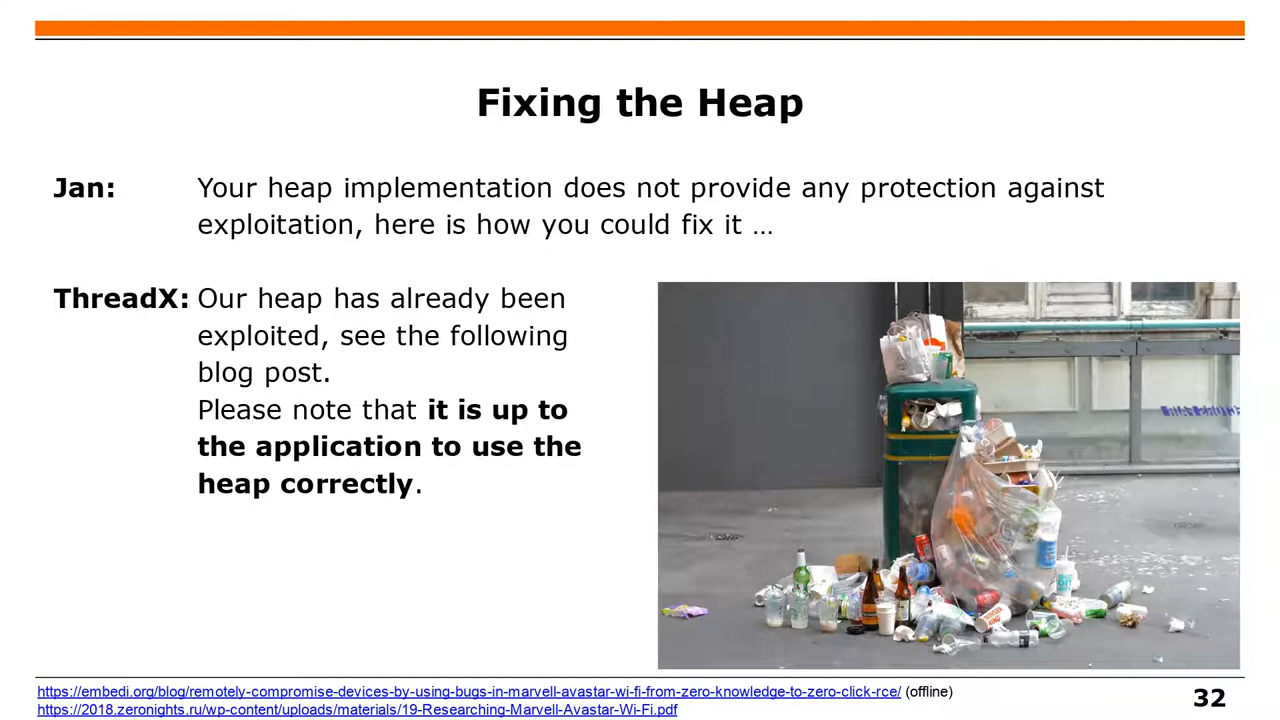 Fixing the Heap
Jan: Your heap implementation does not provide any protection against
exploitation, here is how you could fix it …
ThreadX: Our heap has already been
exploited, see the following
blog post.
Please note that it is up to
the application to use the
heap correctly.
https://embedi.org/blog/remotely-compromise-devices-by-using-bugs-in-marvell-avastar-wi-fi-from-zero-knowledge-to-zero-click-rce/ (offline)
https://2018.zeronights.ru/wp-content/uploads/materials/19-Researching-Marvell-Avastar-Wi-Fi.pdf
32